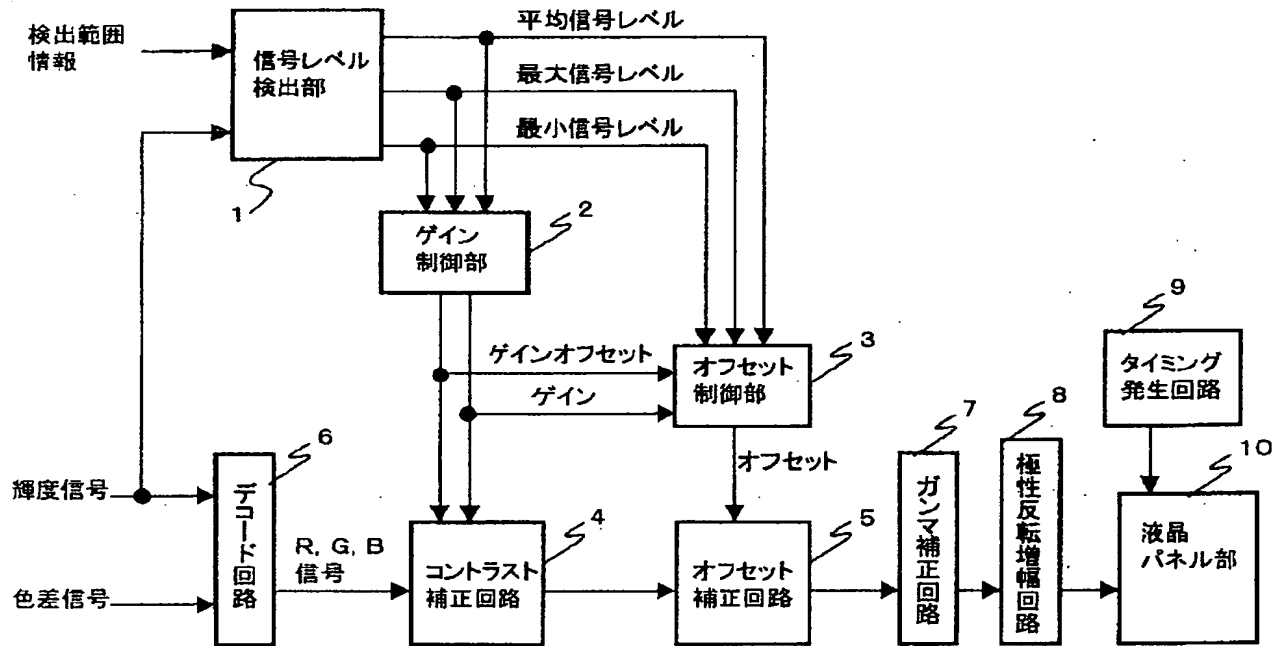 検出範囲
情報
信号レベル
検出部
1
平均信号レベル
最大信号レベル
最小信号レベル
ゲイン
制御部
2
ゲインオフセット
ゲイン
オフセット
制御部
3
オフセット
タイミング
発生回路
9
輝度信号
色差信号
デコード回路
6
R, G, B
信号
コントラスト
補正回路
4
オフセット
補正回路
5
ガンマ補正回路
7
極性反転増幅回路
8
液晶
パネル部
10